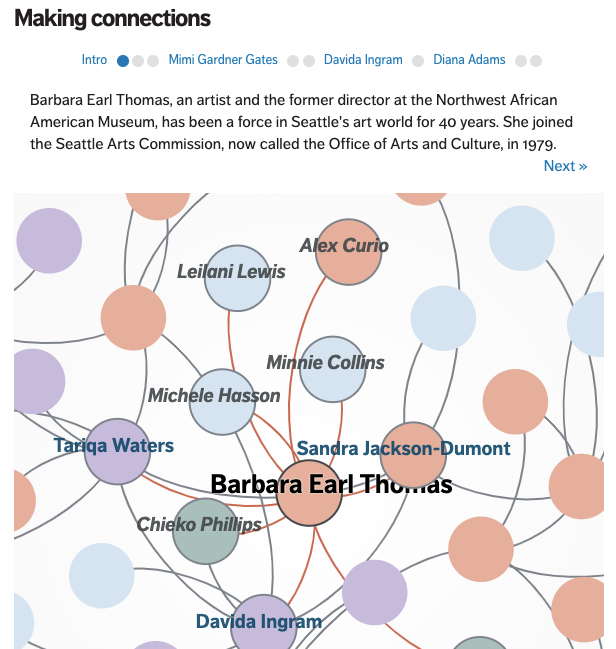 Making connections
Intro Mimi Gardner Gates Davida Ingram Diana Adams
Barbara Earl Thomas, an artist and the former director at the Northwest African
American Museum, has been a force in Seattle's art world for 40 years. She joined
the Seattle Arts Commission, now called the Office of Arts and Culture, in 1979.
Next »
Alex Curio
Leilani Lewis
Minnie Collins
Michele Hasson
Tariqa Waters
Sandra Jackson-Dumont
Barbara Earl Thomas
Chieko Phillips
Davida Ingram